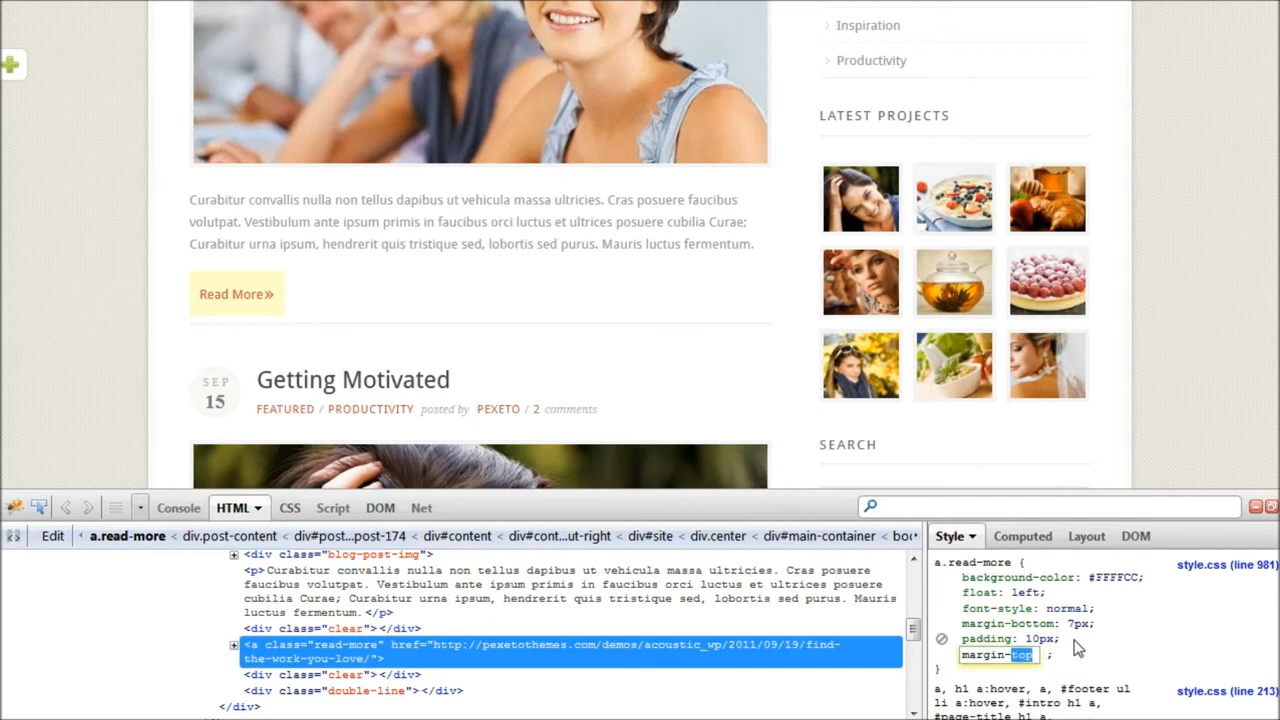 Inspiration
Productivity
LATEST PROJECTS
Curabitur convallis nulla non tellus dapibus ut vehicula massa ultricies. Cras posuere faucibus
volutpat. Vestibulum ante ipsum primis in faucibus orci luctus et ultrices posuere cubilia Curae;
Curabitur urna ipsum, hendrerit quis tristique sed, lobortis sed purus. Mauris luctus fermentum.
Read More»
SEP
15
Getting Motivated
FEATURED / PRODUCTIVITY posted by PEXETO / 2 comments
SEARCH
Console HTML CSS Script DOM Net
Edit a.read-more < div.post-content < div#post...post-174 < div#content < div#cont...ut-right < div#site < div.center < div#main-container < boc
<div class="blog-post-img">
<p>Curabitur convallis nulla non tellus dapibus ut vehicula massa ultricies. Cras posuere
faucibus volutpat. Vestibulum ante ipsum primis in faucibus orci luctus et ultrices posuere
cubilia Curae; Curabitur urna ipsum, hendrerit quis tristique sed, lobortis sed purus. Mauris
luctus fermentum.</p>
<div class="clear"></div>
<a class="read-more" href="http://pexetothemes.com/demos/acoustic_wp/2011/09/19/find-
the-work-you-love/">
<div class="clear"></div>
<div class="double-line"></div>
</div>
Style Computed Layout DOM
a.read-more { style.css (line 981)
background-color: #FFFFCC;
float: left;
font-style: normal;
margin-bottom: 7px;
padding: 10px;
margin-top ;
}
a, h1 a:hover, a, #footer ul style.css (line 213)
li a:hover, #intro h1 a,
#page-title h1 a,